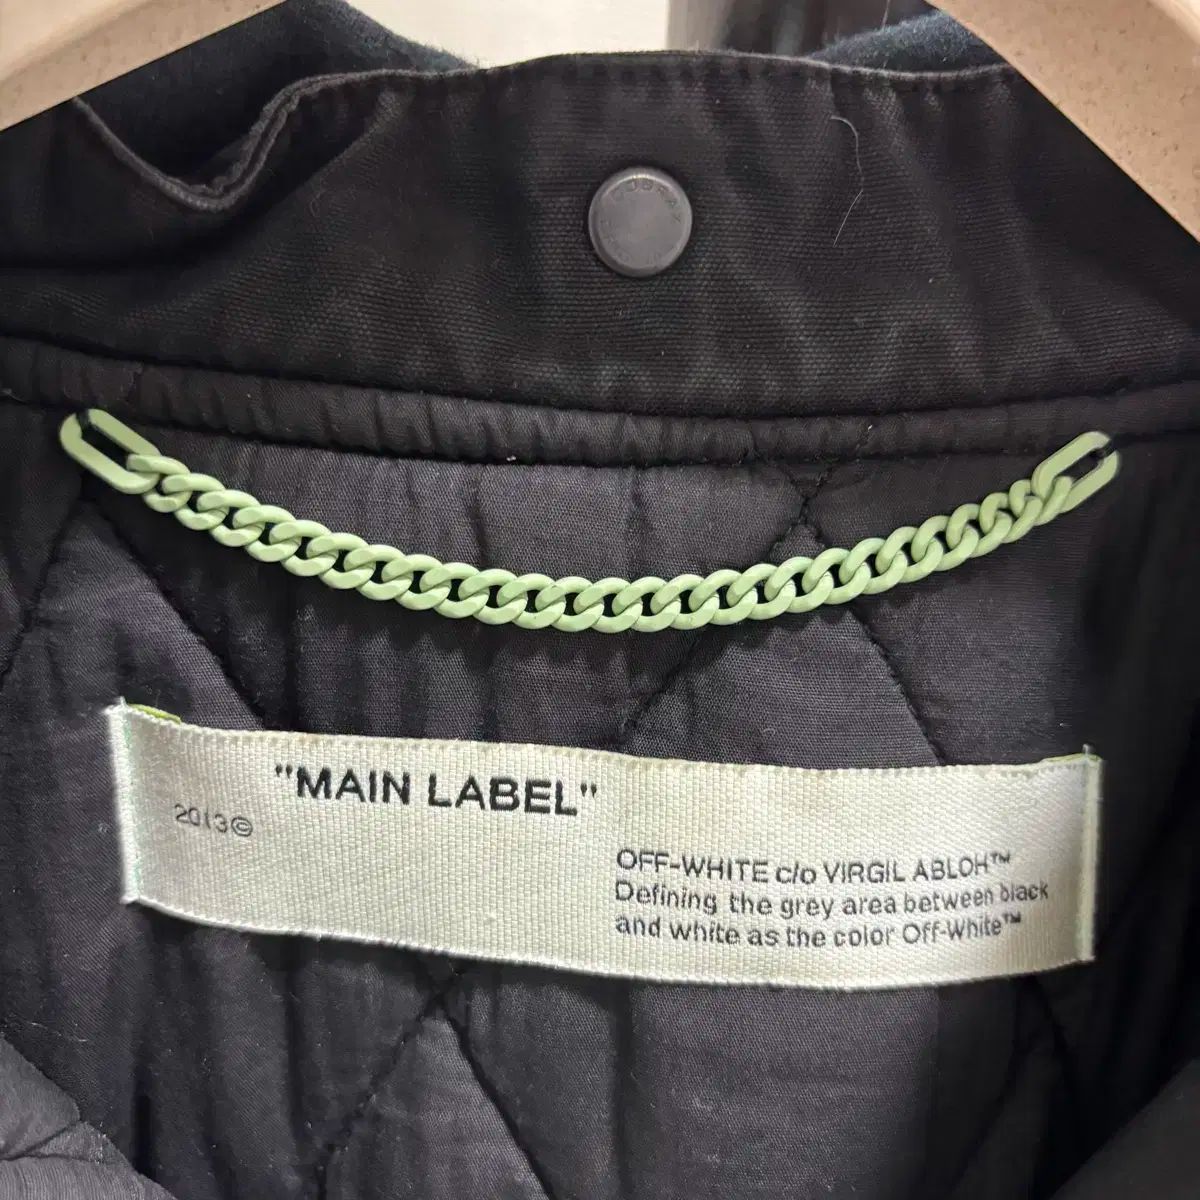 COBRAX
"MAIN LABEL"
2013©
OFF-WHITE c/o VIRGIL ABLOH™
Defining the grey area between black
and white as the color Off-White™